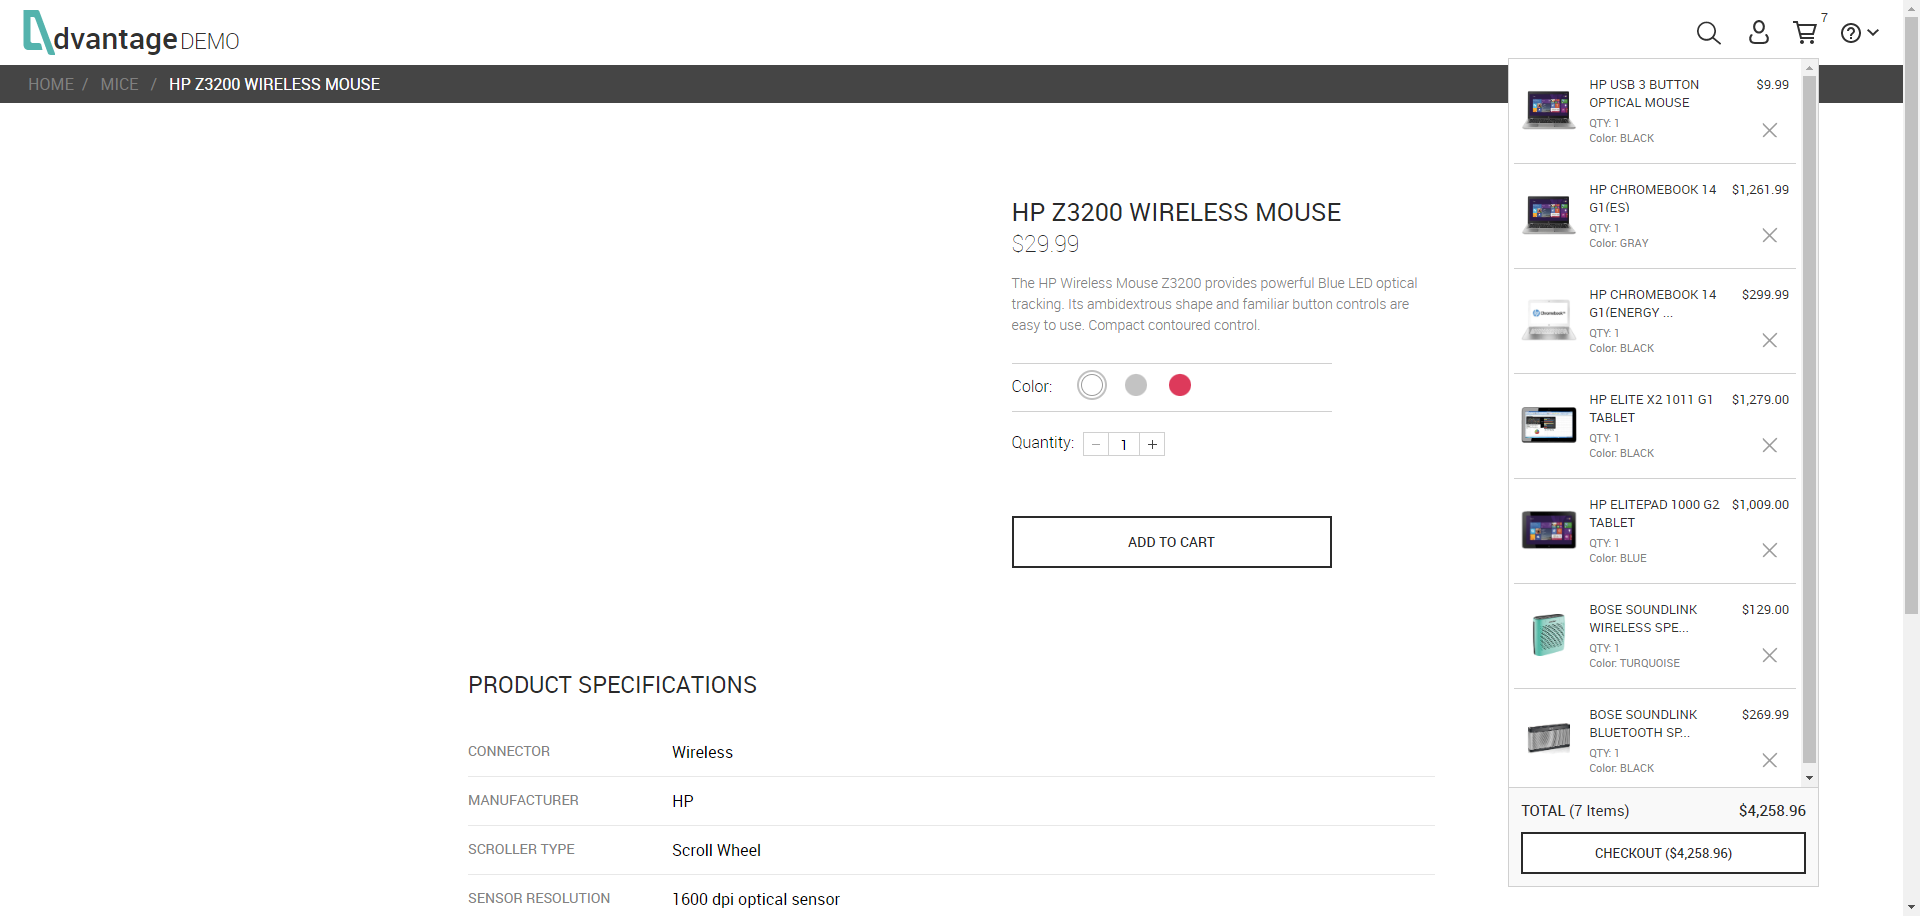 dvantage DEMO
7
HOME / MICE / HP Z3200 WIRELESS MOUSE
HP Z3200 WIRELESS MOUSE
$29.99
The HP Wireless Mouse Z3200 provides powerful Blue LED optical
tracking. Its ambidextrous shape and familiar button controls are
easy to use. Compact contoured control.
Color:
Quantity: − 1 +
ADD TO CART
PRODUCT SPECIFICATIONS
CONNECTOR Wireless
MANUFACTURER HP
SCROLLER TYPE Scroll Wheel
SENSOR RESOLUTION 1600 dpi optical sensor
HP USB 3 BUTTON $9.99
OPTICAL MOUSE
QTY: 1
Color: BLACK
HP CHROMEBOOK 14 $1,261.99
G1(ES)
QTY: 1
Color: GRAY
HP CHROMEBOOK 14 $299.99
G1(ENERGY ...
QTY: 1
Color: BLACK
HP ELITE X2 1011 G1 $1,279.00
TABLET
QTY: 1
Color: BLACK
HP ELITEPAD 1000 G2 $1,009.00
TABLET
QTY: 1
Color: BLUE
BOSE SOUNDLINK $129.00
WIRELESS SPE...
QTY: 1
Color: TURQUOISE
BOSE SOUNDLINK $269.99
BLUETOOTH SP...
QTY: 1
Color: BLACK
TOTAL (7 Items) $4,258.96
CHECKOUT ($4,258.96)